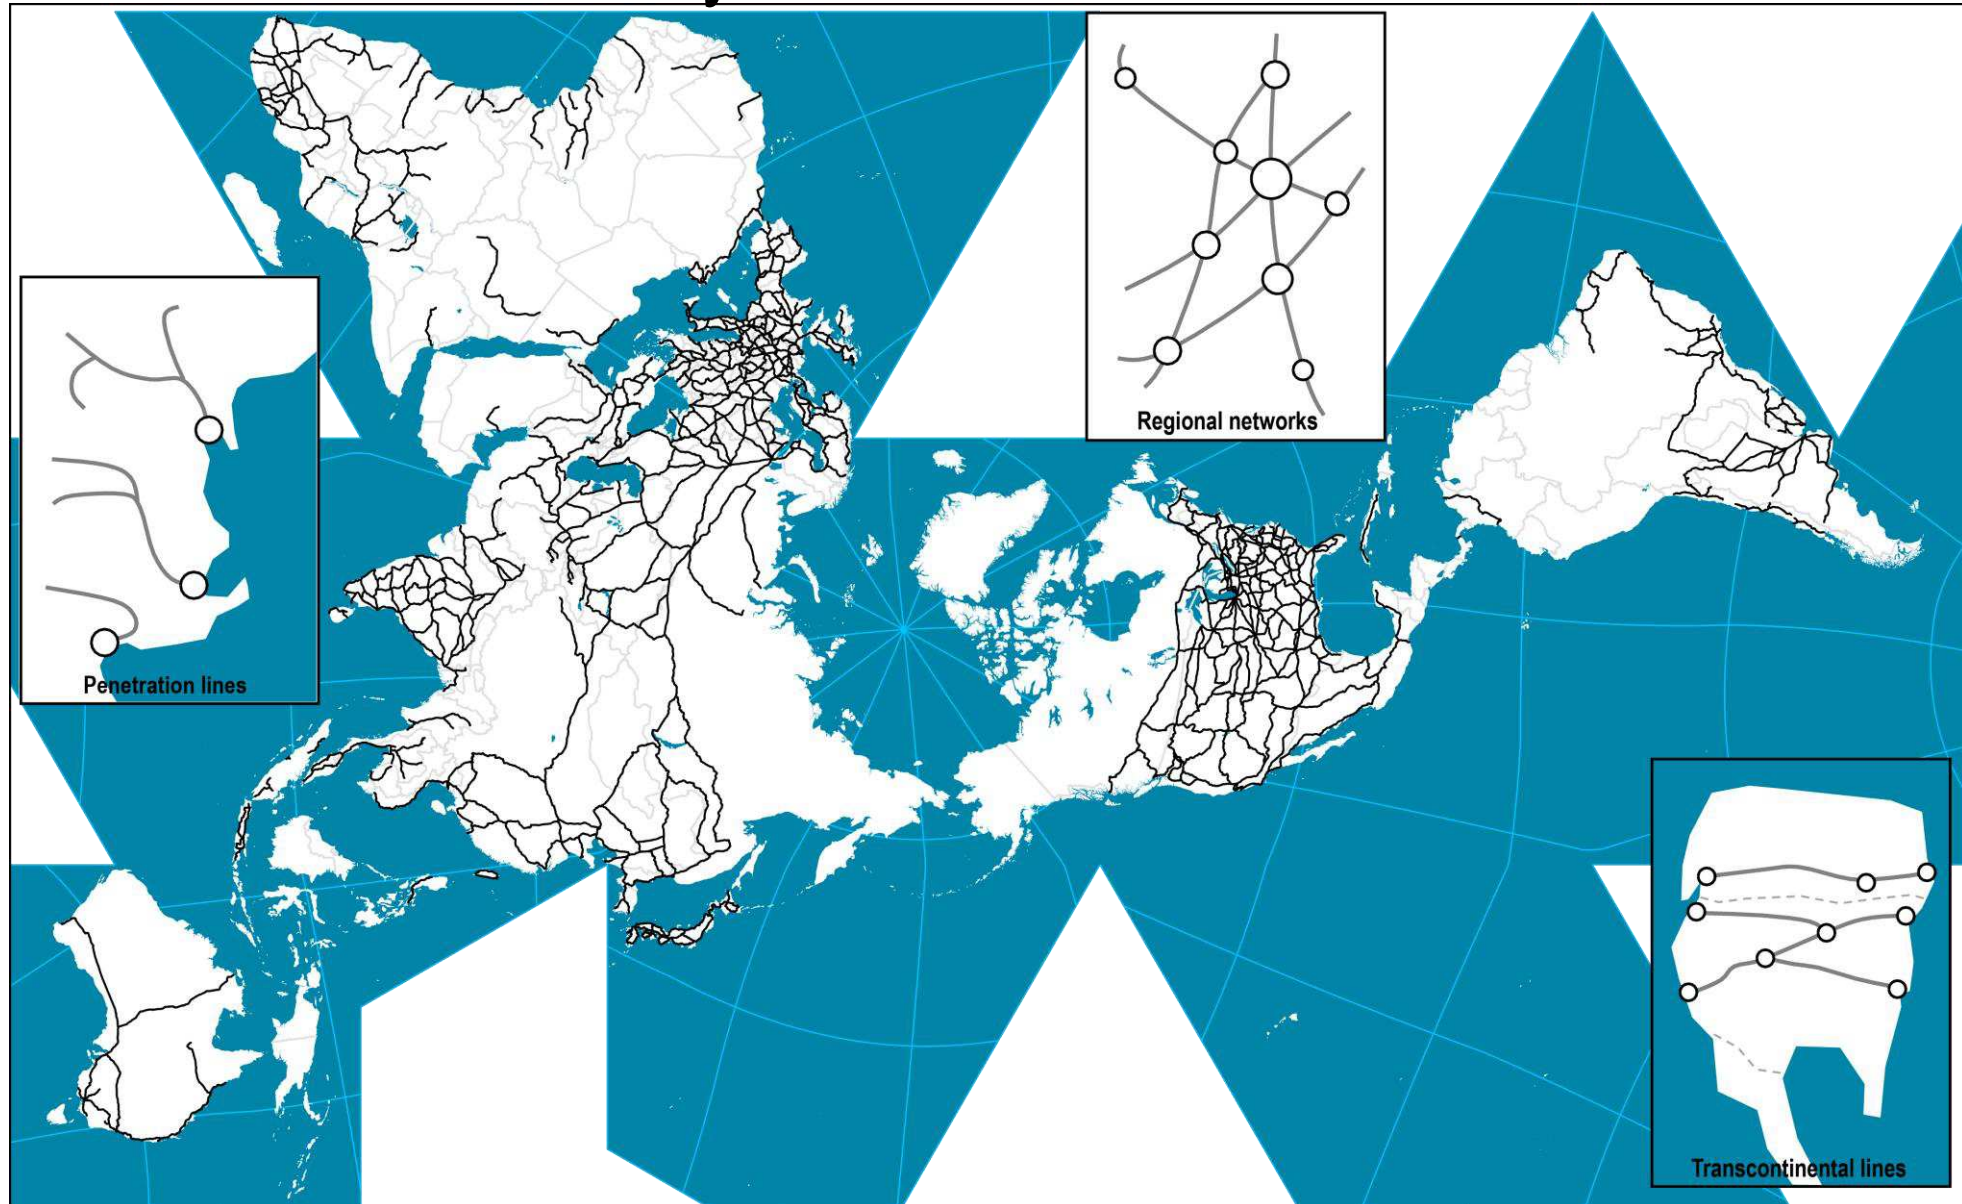 Regional networks
Penetration lines
Transcontinental lines